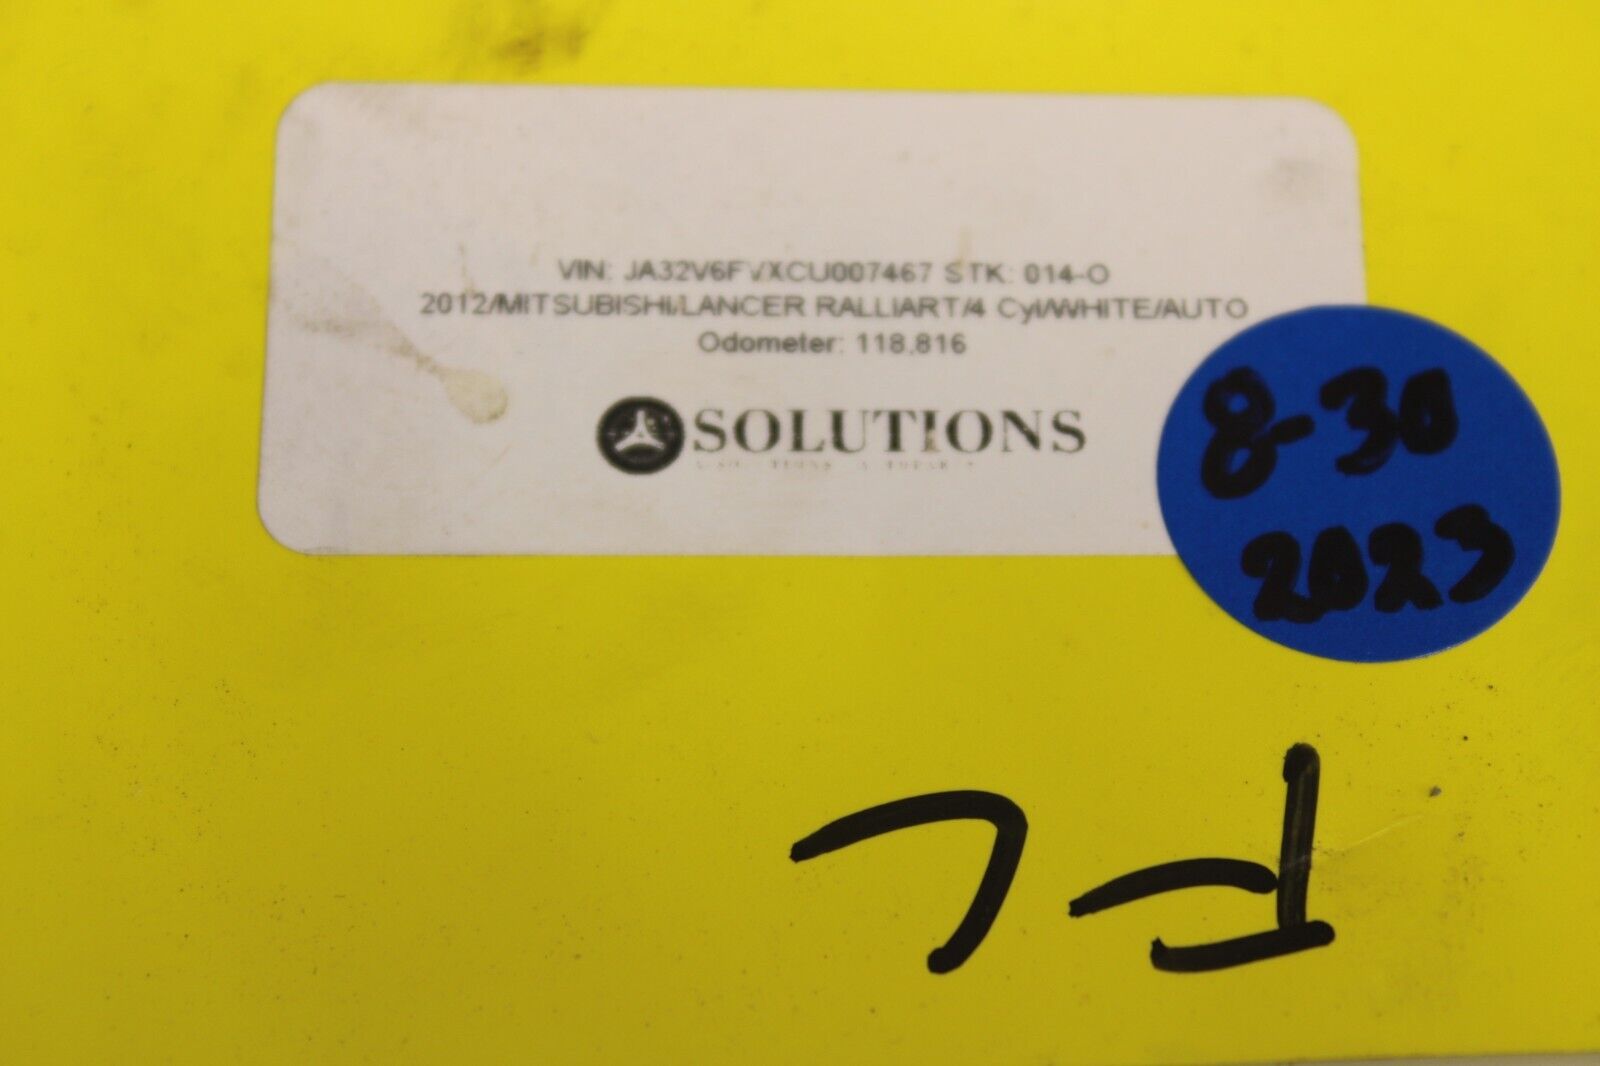 VIN: JA32V6FVXCU007467 STK: 014-O
2012/MITSUBISHI/LANCER RALLIART/4 Cyl/WHITE/AUTO
Odometer: 118,816
SOLUTIONS
8-30
2023
FL